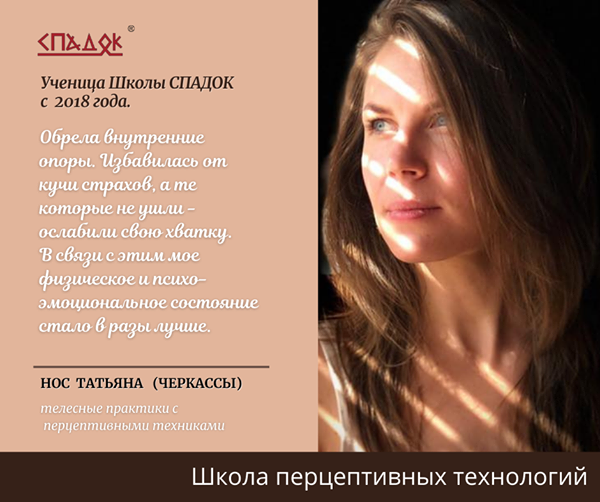 СПАДОК ®
Ученица Школы СПАДОК
с 2018 года.
Обрела внутренние
опоры. Избавилась от
кучи страхов, а те
которые не ушли –
ослабили свою хватку.
В связи с этим мое
физическое и психо–
эмоциональное состояние
стало в разы лучше.
НОС ТАТЬЯНА (ЧЕРКАССЫ)
телесные практики с
перцептивными техниками
Школа перцептивных технологий